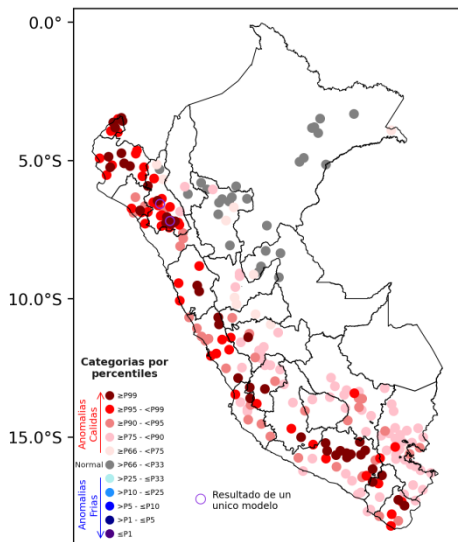 0.0°
5.0°S
10.0°S
15.0°S
Categorias por
percentiles
Anomalias
Calidas
≥P99
≥P95 - <P99
≥P90 - <P95
≥P75 - <P90
≥P66 - <P75
Normal
>P66 - <P33
Anomalias
Frias
>P25 - ≤P33
>P10 - ≤P25
>P5 - ≤P10
>P1 - ≤P5
≤P1
Resultado de un
unico modelo